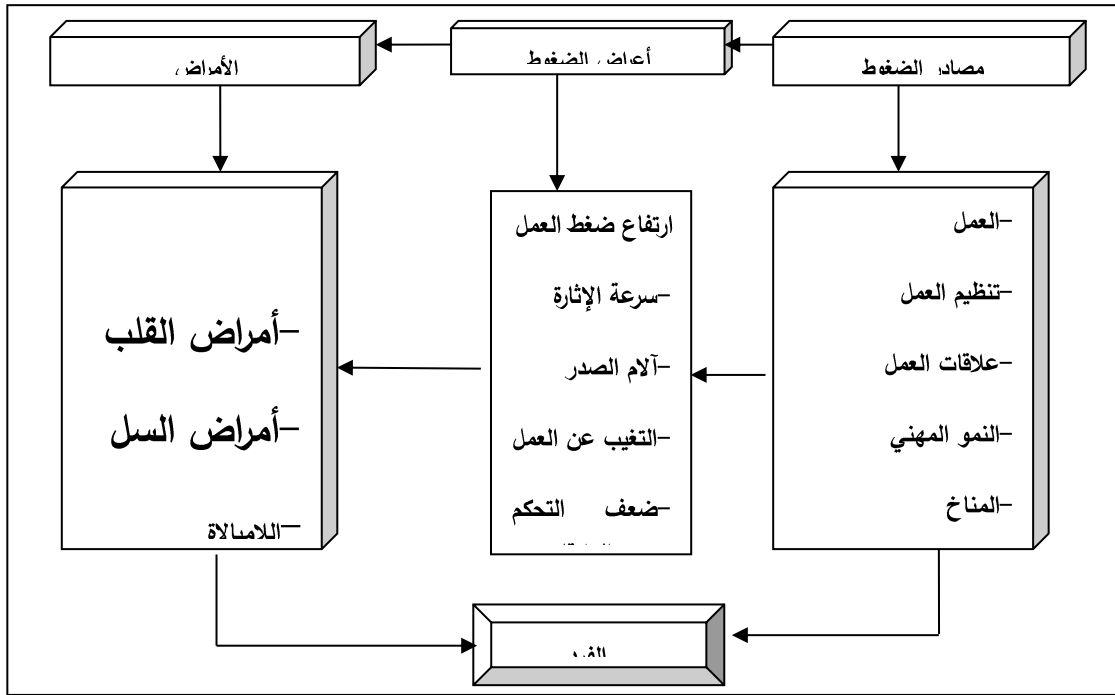 مصادر الضغوط
أعراض الضغوط
الأمراض
-العمل
-تنظيم العمل
-علاقات العمل
-النمو المهني
-المناخ
ارتفاع ضغط العمل
-سرعة الإثارة
-آلام الصدر
-التغيب عن العمل
-ضعف التحكم
-أمراض القلب
-أمراض السل
-اللامبالاة
الفرد